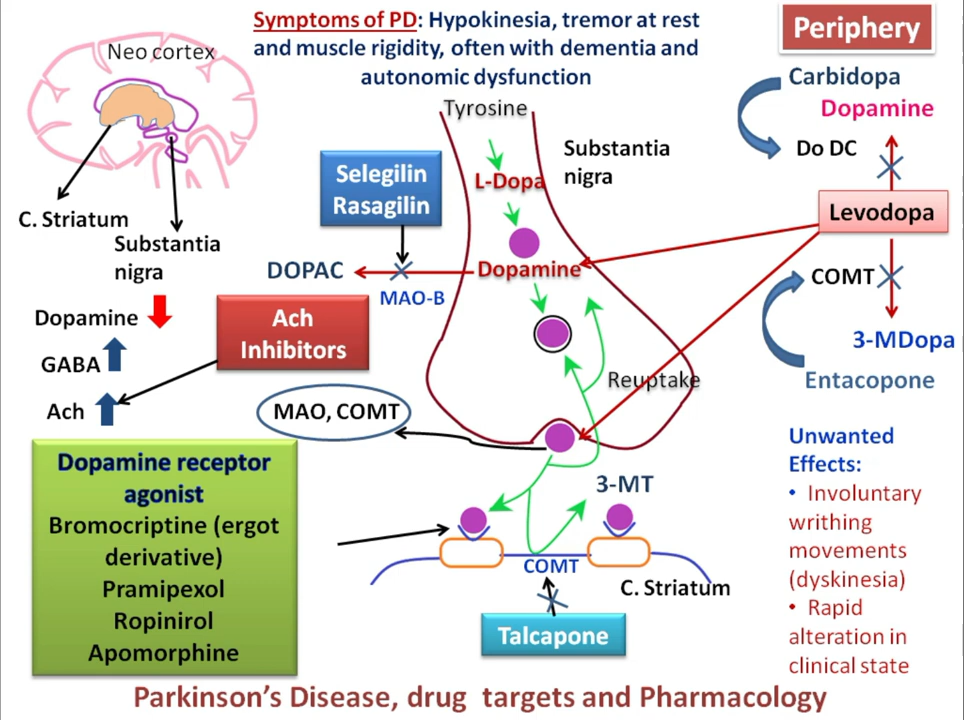 Symptoms of PD: Hypokinesia, tremor at rest
and muscle rigidity, often with dementia and
autonomic dysfunction
Neo cortex
C. Striatum
Substantia
nigra
Dopamine
GABA
Ach
Ach
Inhibitors
Selegilin
Rasagilin
Tyrosine
L-Dopa
Substantia
nigra
DOPAC
Dopamine
MAO-B
Reuptake
MAO, COMT
3-MT
COMT
C. Striatum
Talcapone
Dopamine receptor
agonist
Bromocriptine (ergot
derivative)
Pramipexol
Ropinirol
Apomorphine
Periphery
Carbidopa
Dopamine
Do DC
Levodopa
COMT
3-MDopa
Entacopone
Unwanted
Effects:
• Involuntary
writhing
movements
(dyskinesia)
• Rapid
alteration in
clinical state
Parkinson's Disease, drug targets and Pharmacology